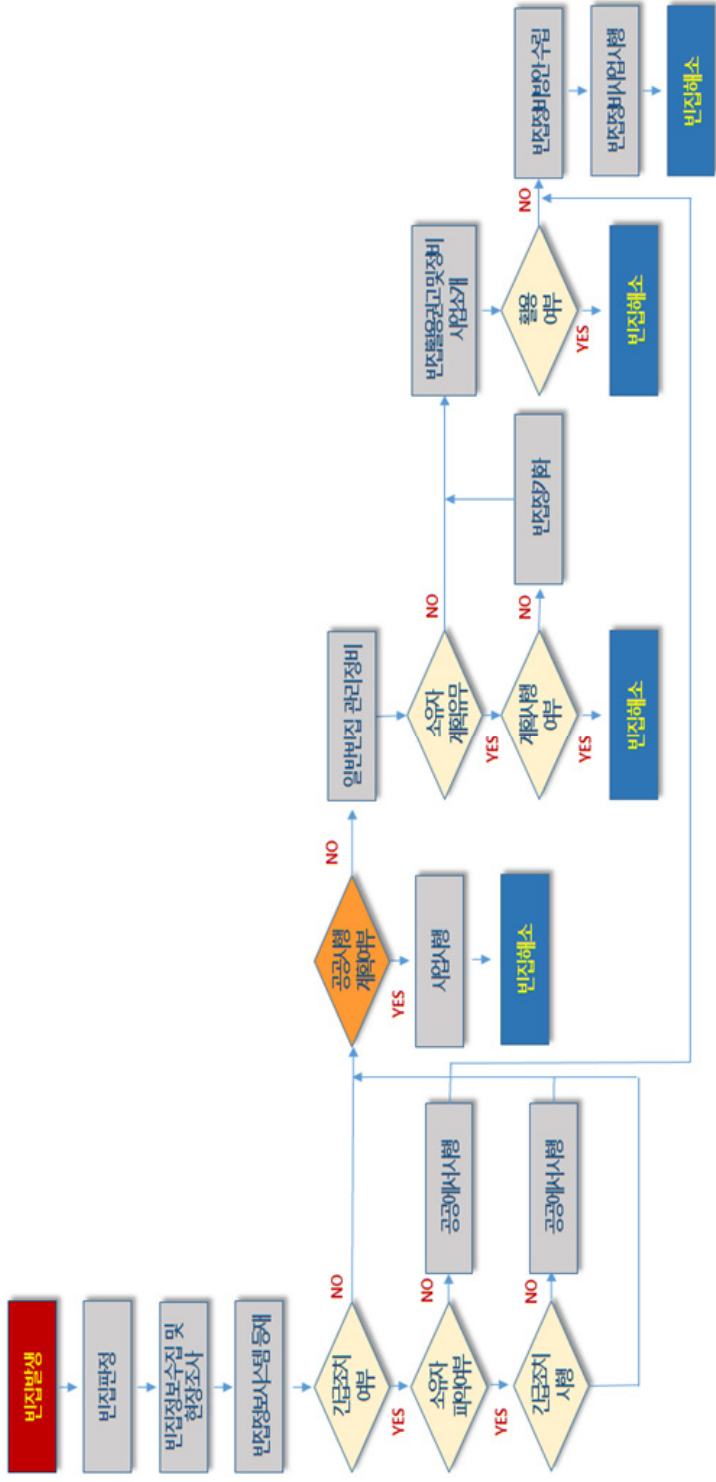 빈집발생
빈집판정
빈집정보수집 및
현장조사
빈집정보시스템 등재
긴급조치
여부
NO
YES
소유자
파악여부
NO
공공에서시행
YES
긴급조치
시행
NO
공공에서시행
공공시행
계획여부
NO
YES
사업시행
빈집해소
일반빈집 관리정비
소유자
계획유무
NO
YES
계획시행
여부
NO
빈집장기화
YES
빈집해소
빈집활용권고및정비
사업소개
활용
여부
NO
YES
빈집해소
빈집정비방안수립
빈집정비사업시행
빈집해소